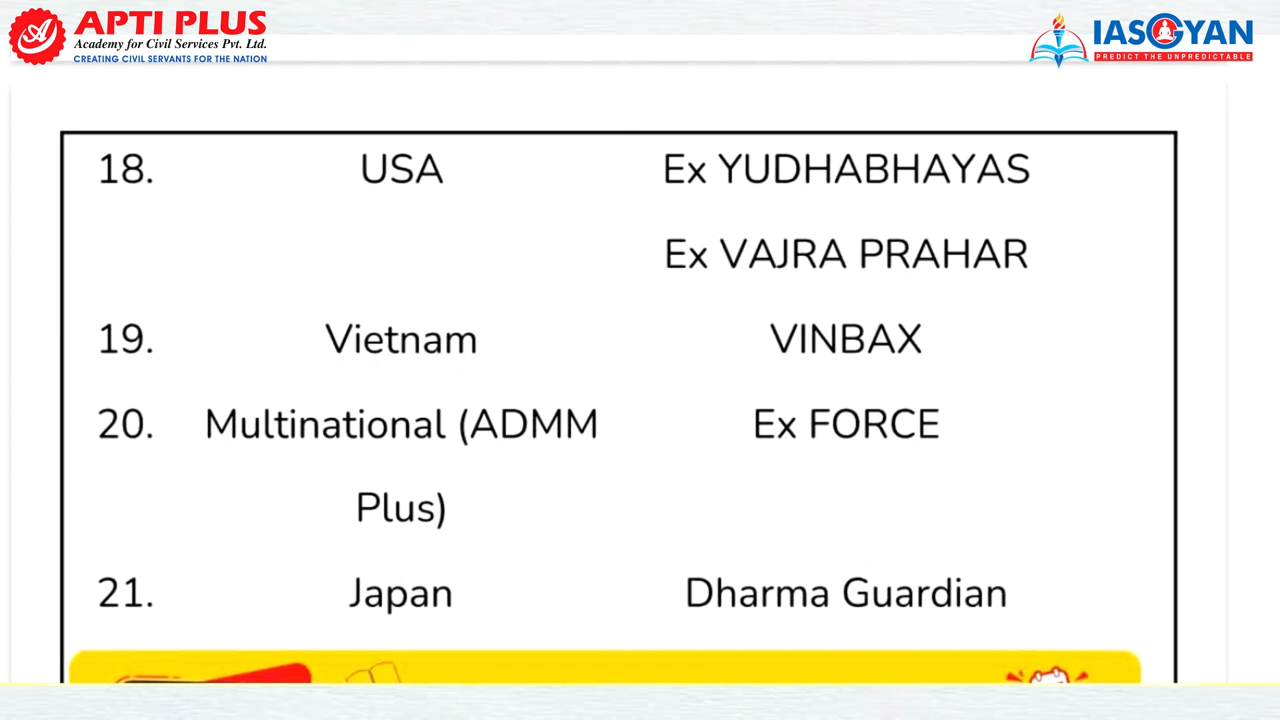 APTI PLUS
Academy for Civil Services Pvt. Ltd.
CREATING CIVIL SERVANTS FOR THE NATION
IASGYAN
PREDICT THE UNPREDICTABLE
18. USA Ex YUDHABHAYAS
Ex VAJRA PRAHAR
19. Vietnam VINBAX
20. Multinational (ADMM Ex FORCE
Plus)
21. Japan Dharma Guardian